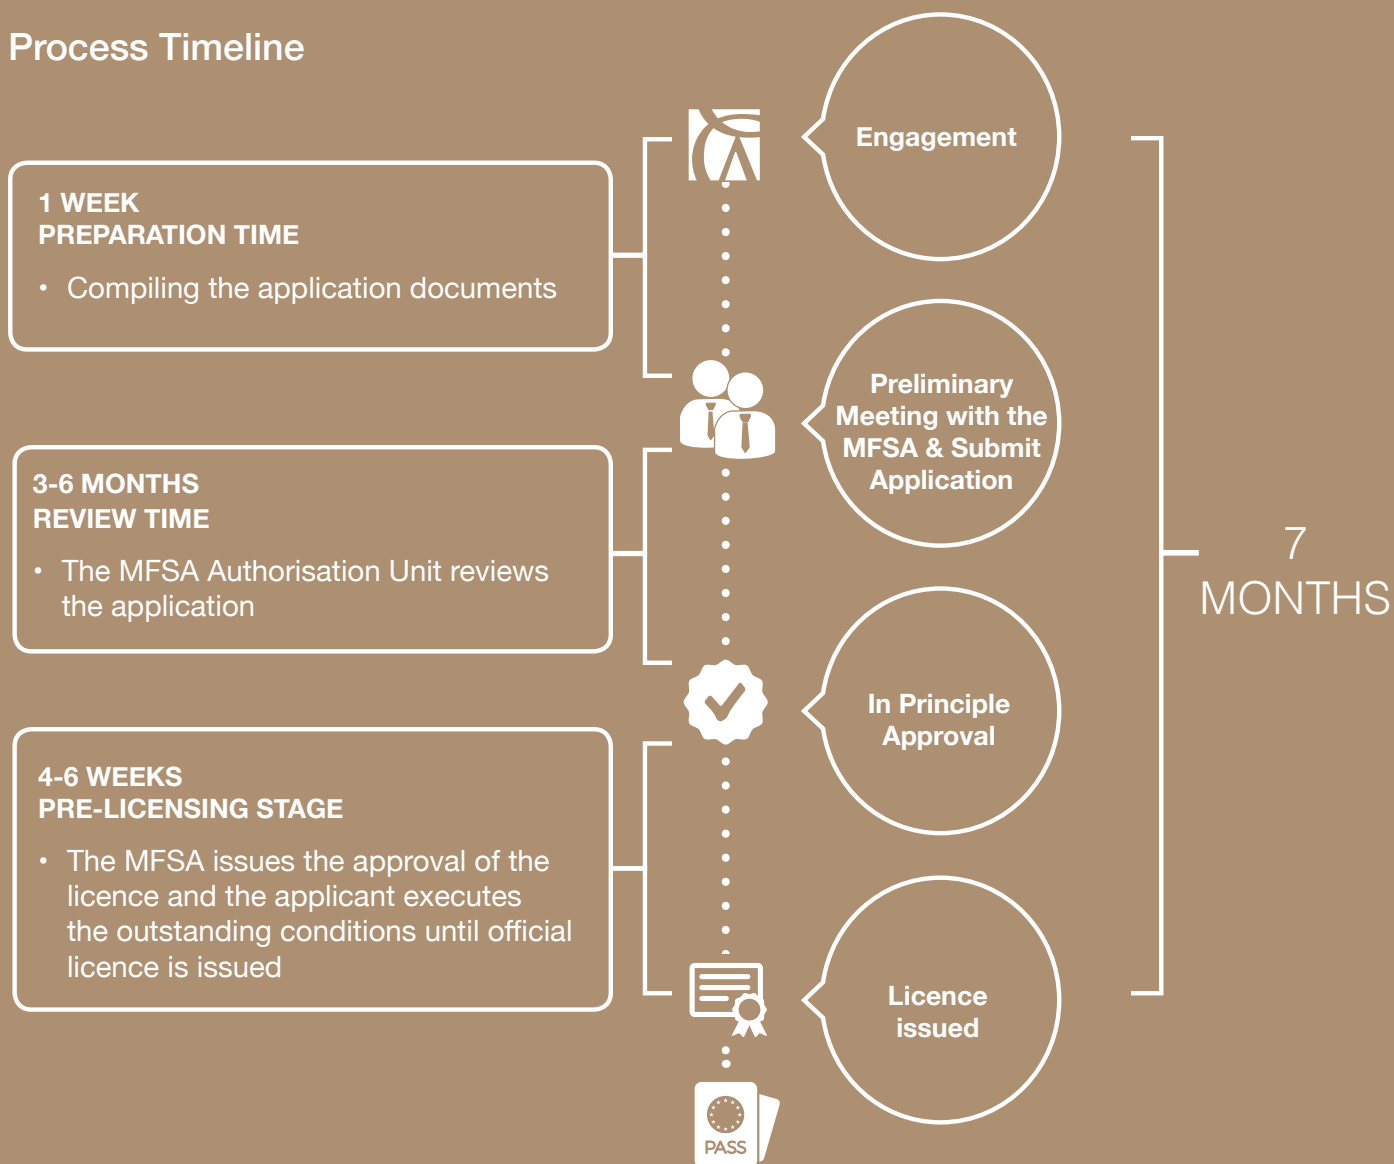 Process Timeline
Engagement
1 WEEK
PREPARATION TIME
• Compiling the application documents
Preliminary
Meeting with the
MFSA & Submit
Application
3-6 MONTHS
REVIEW TIME
• The MFSA Authorisation Unit reviews
the application
7
MONTHS
In Principle
Approval
4-6 WEEKS
PRE-LICENSING STAGE
• The MFSA issues the approval of the
licence and the applicant executes
the outstanding conditions until official
licence is issued
Licence
issued
PASS